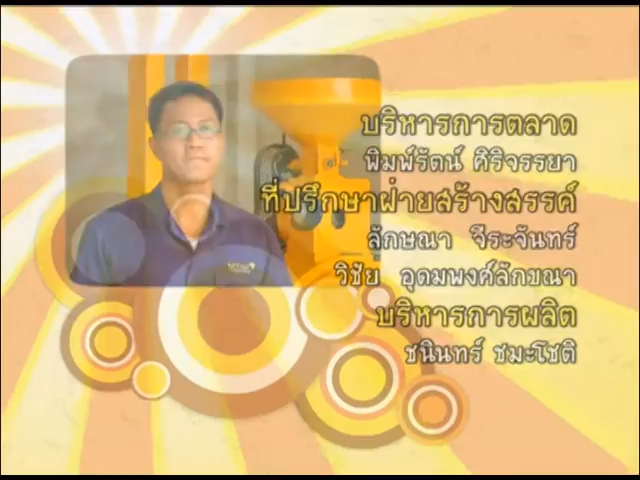 บริหารการตลาด
พิมพ์รัตน์ ศิริจรรยา
ที่ปรึกษาฝ่ายสร้างสรรค์
ลักษณา จีระจันทร์
วิชัย อุดมพงศ์ลักขณา
บริหารการผลิต
ชนินทร์ ชมะโชติ